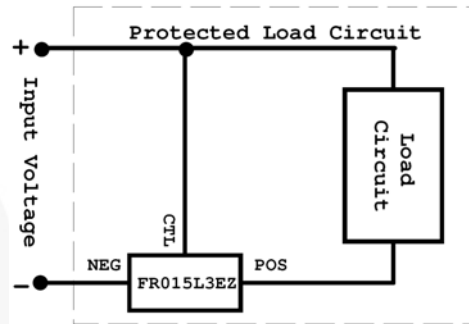 Protected Load Circuit
+
Input Voltage
-
Load
Circuit
CTL
NEG
POS
FR015L3EZ